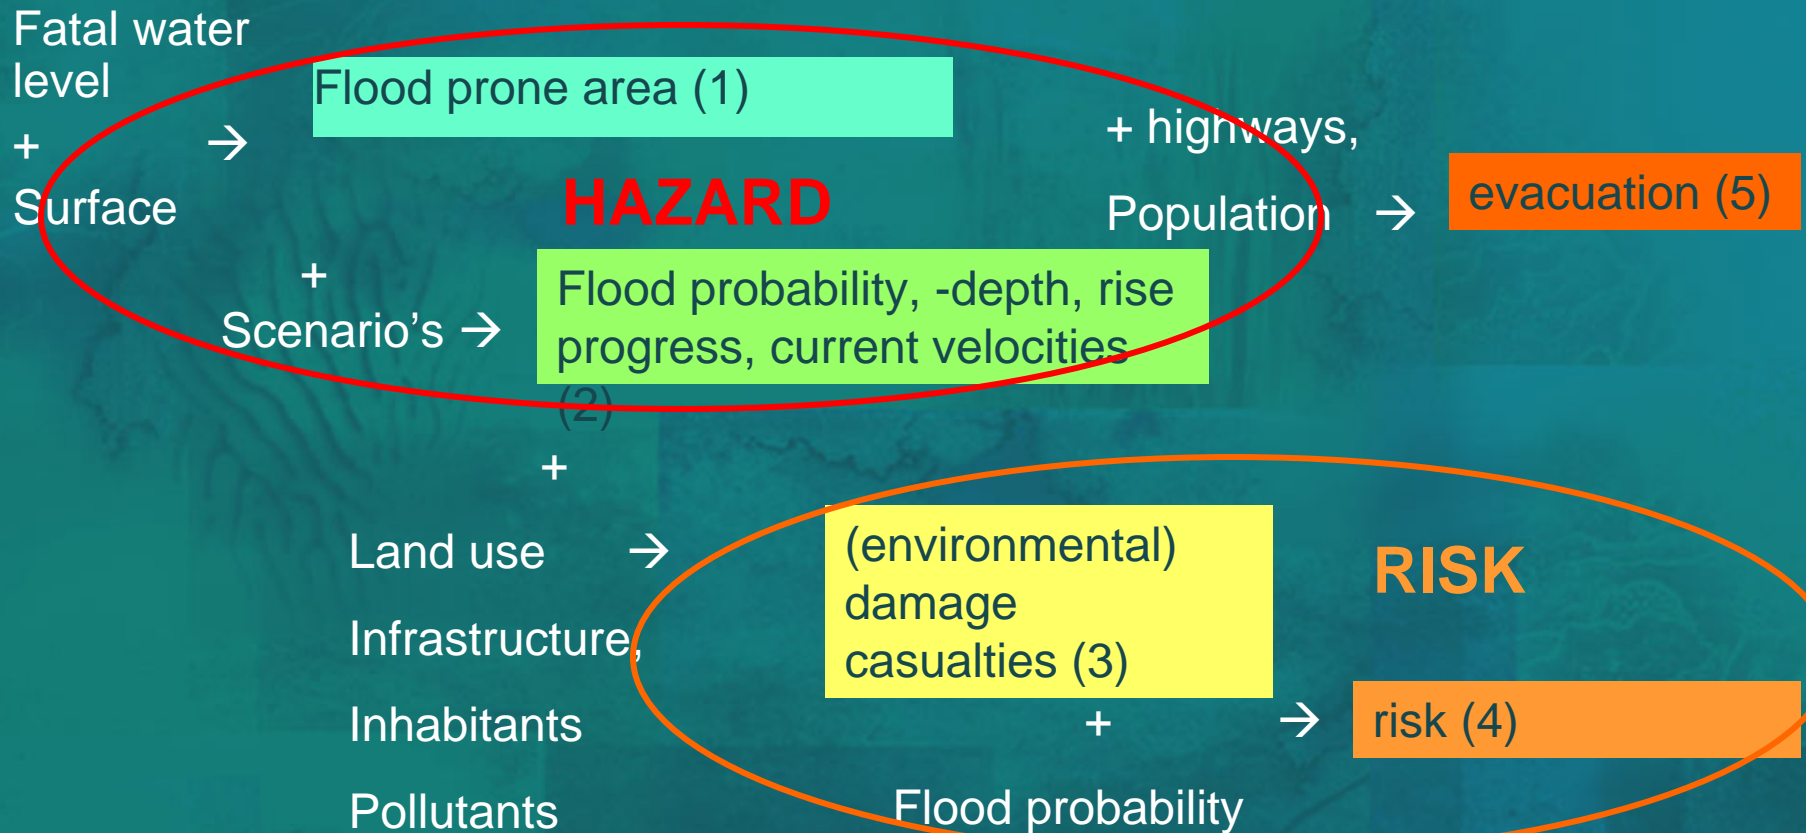 Fatal water
level
+ →
Surface
Flood prone area (1)
HAZARD
+ highways,
Population →
evacuation (5)
+
Scenario's →
Flood probability, -depth, rise
progress, current velocities
(2)
+
Land use →
Infrastructure,
Inhabitants
Pollutants
(environmental)
damage
casualties (3)
RISK
+ →
risk (4)
Flood probability